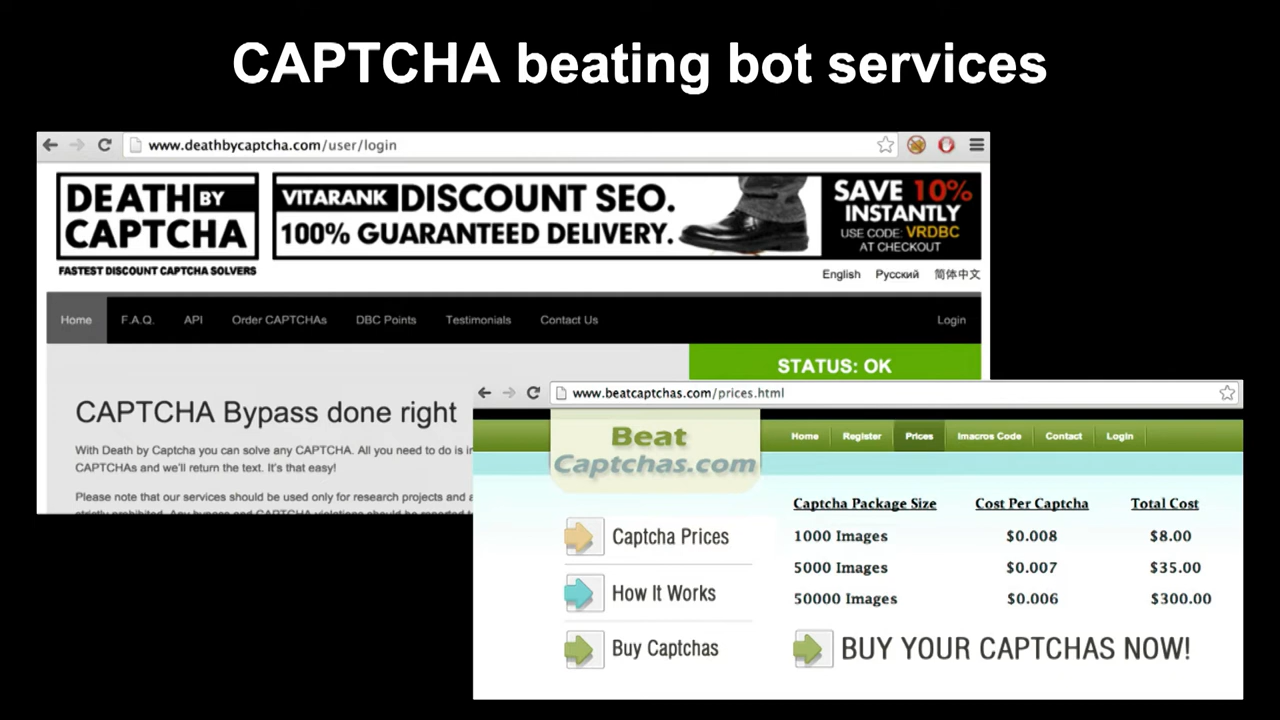 CAPTCHA beating bot services
www.deathbycaptcha.com/user/login
DEATH BY
CAPTCHA
FASTEST DISCOUNT CAPTCHA SOLVERS
VITARANK DISCOUNT SEO.
100% GUARANTEED DELIVERY.
SAVE 10%
INSTANTLY
USE CODE: VRDBC
AT CHECKOUT
English Русский 简体中文
Home F.A.Q. API Order CAPTCHAs DBC Points Testimonials Contact Us Login
STATUS: OK
CAPTCHA Bypass done right
With Death by Captcha you can solve any CAPTCHA. All you need to do is in
CAPTCHAs and we'll return the text. It's that easy!
Please note that our services should be used only for research projects and a
www.beatcaptchas.com/prices.html
Beat
Captchas.com
Home Register Prices Imacros Code Contact Login
Captcha Prices
How It Works
Buy Captchas
Captcha Package Size Cost Per Captcha Total Cost
1000 Images $0.008 $8.00
5000 Images $0.007 $35.00
50000 Images $0.006 $300.00
BUY YOUR CAPTCHAS NOW!